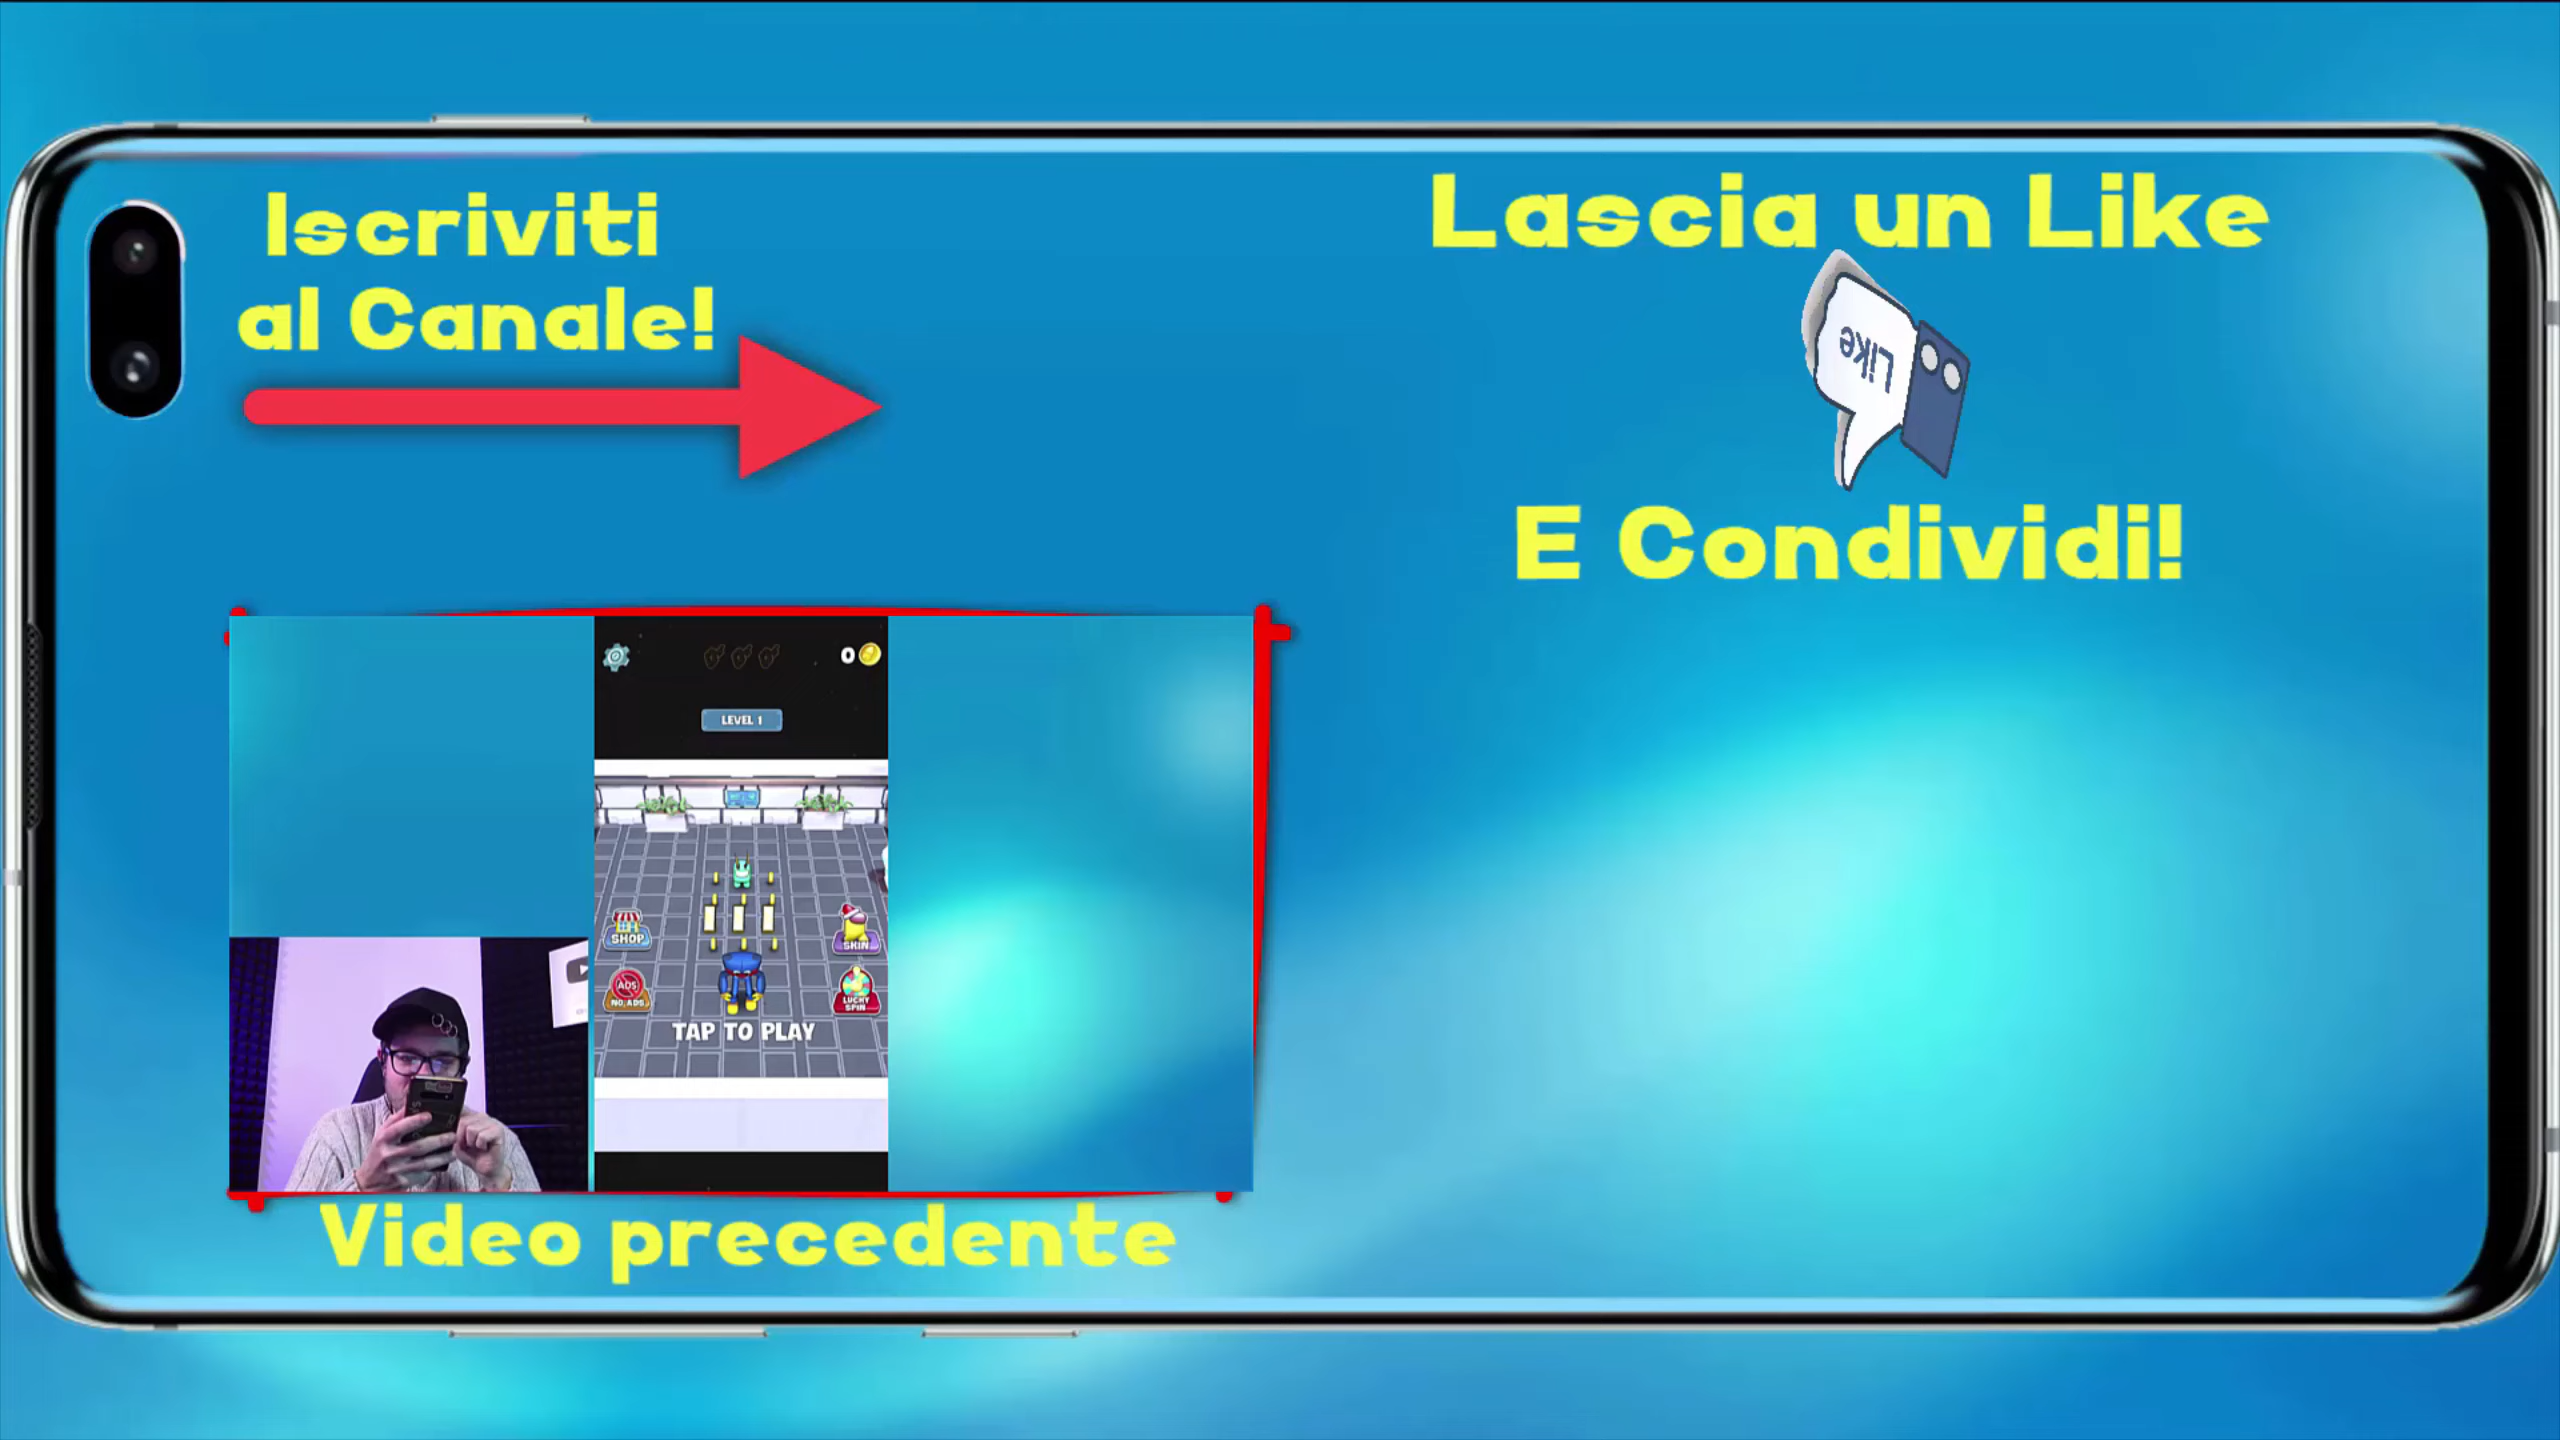 Iscriviti
al Canale!
Lascia un Like
Like
E Condividi!
0
LEVEL 1
SHOP
SKIN
ADS
NO ADS
LUCKY
SPIN
TAP TO PLAY
Video precedente